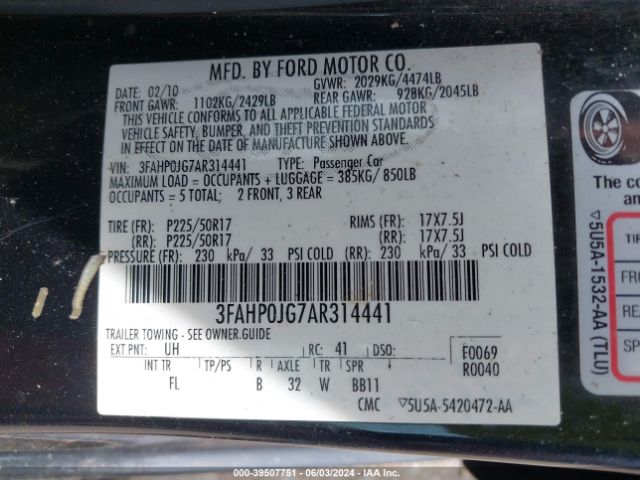 MFD. BY FORD MOTOR CO.
DATE: 02/10 GVWR: 2029KG/4474LB
FRONT GAWR: 1102KG/2429LB REAR GAWR: 928KG/2045LB
THIS VEHICLE CONFORMS TO ALL APPLICABLE FEDERAL MOTOR
VEHICLE SAFETY, BUMPER, AND THEFT PREVENTION STANDARDS
IN EFFECT ON THE DATE OF MANUFACTURE SHOWN ABOVE.
VIN: 3FAHP0JG7AR314441 TYPE: Passenger Car
MAXIMUM LOAD = OCCUPANTS + LUGGAGE = 385KG/ 850LB
OCCUPANTS = 5 TOTAL; 2 FRONT, 3 REAR
TIRE (FR): P225/50R17 RIMS (FR): 17X7.5J
(RR): P225/50R17 (RR): 17X7.5J
PRESSURE (FR): 230 kPa/ 33 PSI COLD (RR): 230 kPa/ 33 PSI COLD
3FAHP0JG7AR314441
TRAILER TOWING - SEE OWNER GUIDE
EXT PNT: UH RC: 41 DSO: F0069
INT TR TP/PS R AXLE TR SPR R0040
FL B 32 W BB11
CMC ▽5U5A-5420472-AA
The co
an
TIR
FR
REA
SP
▽5U5A-1532-AA (TLU)
000-39507751 - 06/03/2024 - IAA Inc.